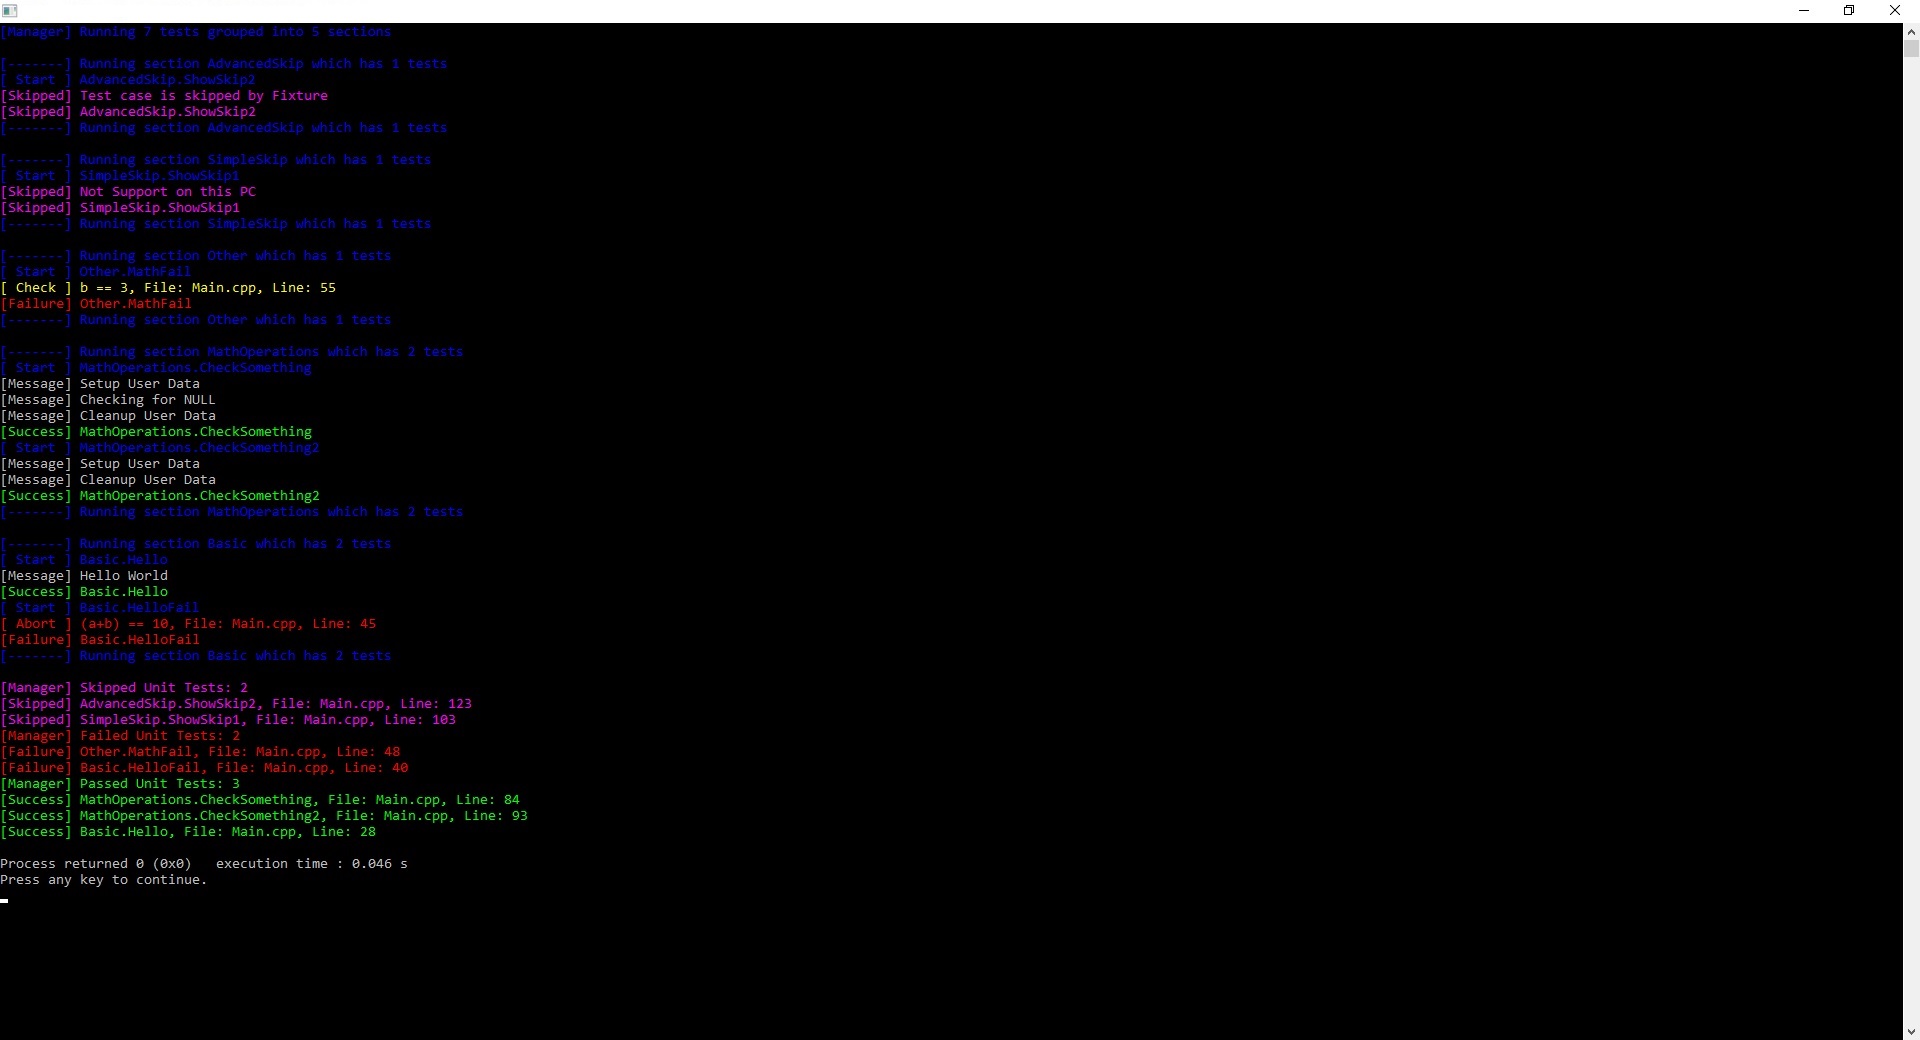 [Manager] Running 7 tests grouped into 5 sections
[-------] Running section AdvancedSkip which has 1 tests
[ Start ] AdvancedSkip.ShowSkip2
[Skipped] Test case is skipped by Fixture
[Skipped] AdvancedSkip.ShowSkip2
[-------] Running section AdvancedSkip which has 1 tests
[-------] Running section SimpleSkip which has 1 tests
[ Start ] SimpleSkip.ShowSkip1
[Skipped] Not Support on this PC
[Skipped] SimpleSkip.ShowSkip1
[-------] Running section SimpleSkip which has 1 tests
[-------] Running section Other which has 1 tests
[ Start ] Other.MathFail
[ Check ] b == 3, File: Main.cpp, Line: 55
[Failure] Other.MathFail
[-------] Running section Other which has 1 tests
[-------] Running section MathOperations which has 2 tests
[ Start ] MathOperations.CheckSomething
[Message] Setup User Data
[Message] Checking for NULL
[Message] Cleanup User Data
[Success] MathOperations.CheckSomething
[ Start ] MathOperations.CheckSomething2
[Message] Setup User Data
[Message] Cleanup User Data
[Success] MathOperations.CheckSomething2
[-------] Running section MathOperations which has 2 tests
[-------] Running section Basic which has 2 tests
[ Start ] Basic.Hello
[Message] Hello World
[Success] Basic.Hello
[ Start ] Basic.HelloFail
[ Abort ] (a+b) == 10, File: Main.cpp, Line: 45
[Failure] Basic.HelloFail
[-------] Running section Basic which has 2 tests
[Manager] Skipped Unit Tests: 2
[Skipped] AdvancedSkip.ShowSkip2, File: Main.cpp, Line: 123
[Skipped] SimpleSkip.ShowSkip1, File: Main.cpp, Line: 103
[Manager] Failed Unit Tests: 2
[Failure] Other.MathFail, File: Main.cpp, Line: 48
[Failure] Basic.HelloFail, File: Main.cpp, Line: 40
[Manager] Passed Unit Tests: 3
[Success] MathOperations.CheckSomething, File: Main.cpp, Line: 84
[Success] MathOperations.CheckSomething2, File: Main.cpp, Line: 93
[Success] Basic.Hello, File: Main.cpp, Line: 28
Process returned 0 (0x0)   execution time : 0.046 s
Press any key to continue.